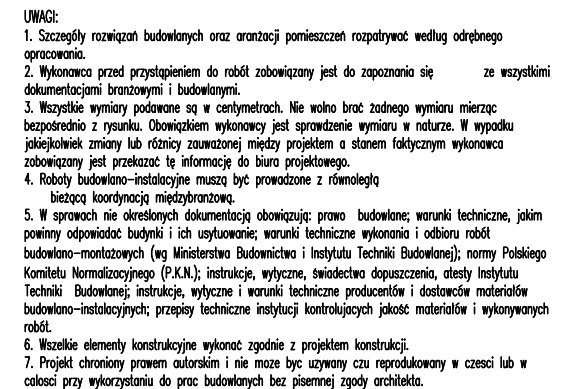 UWAGI:
1. Szczegóły rozwiązań budowlanych oraz aranżacji pomieszczeń rozpatrywać według odrębnego
opracowania.
2. Wykonawca przed przystąpieniem do robót zobowiązany jest do zapoznania się ze wszystkimi
dokumentacjami branżowymi i budowlanymi.
3. Wszystkie wymiary podawane są w centymetrach. Nie wolno brać żadnego wymiaru mierząc
bezpośrednio z rysunku. Obowiązkiem wykonawcy jest sprawdzenie wymiaru w naturze. W wypadku
jakiejkolwiek zmiany lub różnicy zauważonej między projektem a stanem faktycznym wykonawca
zobowiązany jest przekazać tę informację do biura projektowego.
4. Roboty budowlano-instalacyjne muszą być prowadzone z równoległą
bieżącą koordynacją międzybranżową.
5. W sprawach nie określonych dokumentacją obowiązują: prawo budowlane; warunki techniczne, jakim
powinny odpowiadać budynki i ich usytuowanie; warunki techniczne wykonania i odbioru robót
budowlano-montażowych (wg Ministerstwa Budownictwa i Instytutu Techniki Budowlanej); normy Polskiego
Komitetu Normalizacyjnego (P.K.N.); instrukcje, wytyczne, świadectwa dopuszczenia, atesty Instytutu
Techniki Budowlanej; instrukcje, wytyczne i warunki techniczne producentów i dostawców materiałów
budowlano-instalacyjnych; przepisy techniczne instytucji kontrolujących jakość materiałów i wykonywanych
robót.
6. Wszelkie elementy konstrukcyjne wykonać zgodnie z projektem konstrukcji.
7. Projekt chroniony prawem autorskim i nie moze byc uzywany czu reprodukowany w czesci lub w
calosci przy wykorzystaniu do prac budowlanych bez pisemnej zgody architekta.